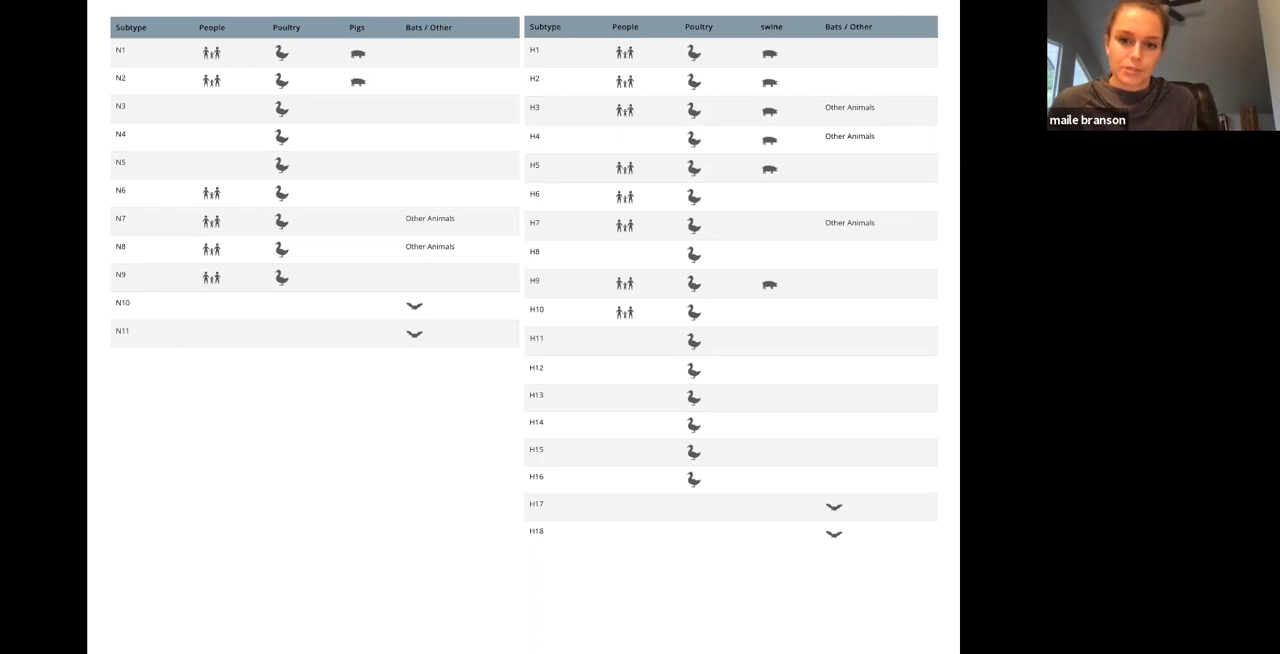 Subtype People Poultry Pigs Bats / Other
N1
N2
N3
N4
N5
N6
N7 Other Animals
N8 Other Animals
N9
N10
N11
Subtype People Poultry swine Bats / Other
H1
H2
H3 Other Animals
H4 Other Animals
H5
H6
H7 Other Animals
H8
H9
H10
H11
H12
H13
H14
H15
H16
H17
H18
maile branson